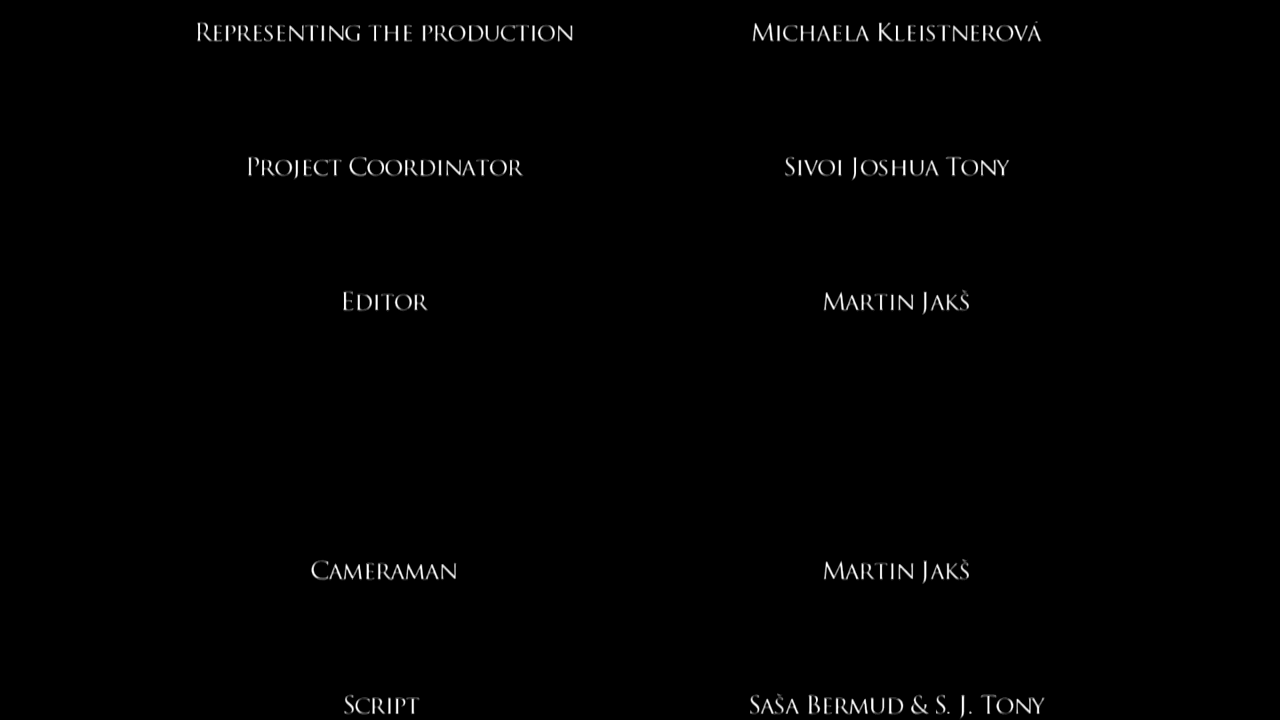 Representing the production Michaela Kleistnerová
Project Coordinator Sivoi Joshua Tony
Editor Martin Jakš
Cameraman Martin Jakš
Script Saša Bermud & S. J. Tony